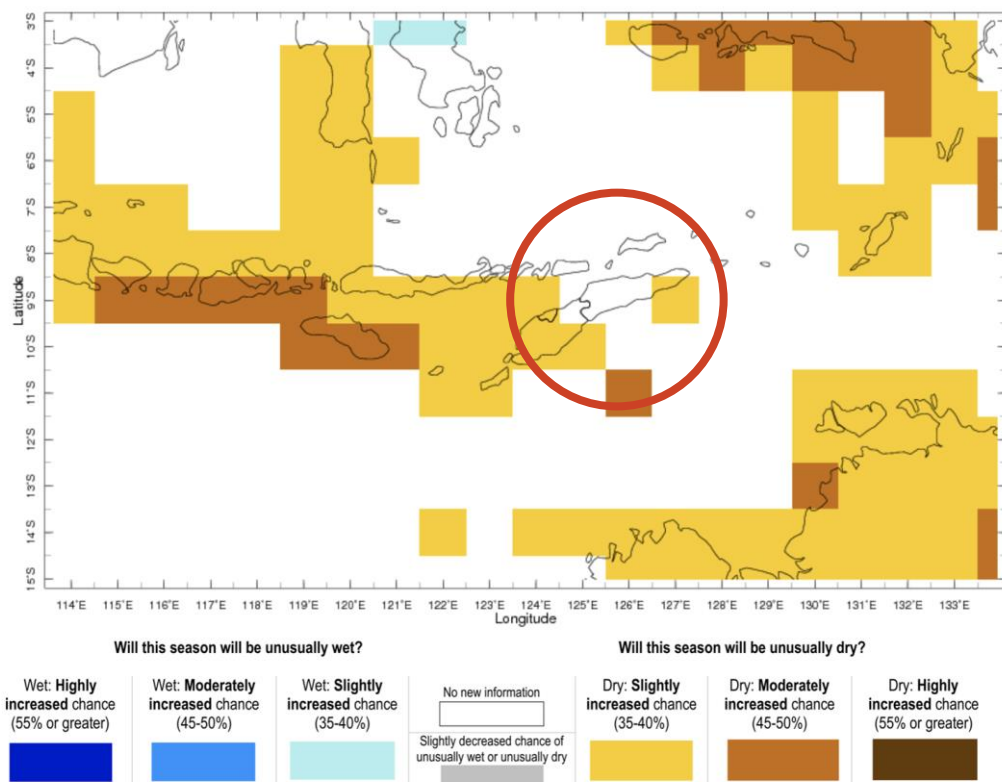 3°S
4°S
5°S
6°S
7°S
8°S
9°S
10°S
11°S
12°S
13°S
14°S
15°S
Latitude
114°E 115°E 116°E 117°E 118°E 119°E 120°E 121°E 122°E 123°E 124°E 125°E 126°E 127°E 128°E 129°E 130°E 131°E 132°E 133°E
Longitude
Will this season will be unusually wet?
Will this season will be unusually dry?
Wet: Highly
increased chance
(55% or greater)
Wet: Moderately
increased chance
(45-50%)
Wet: Slightly
increased chance
(35-40%)
No new information
Slightly decreased chance of
unusually wet or unusually dry
Dry: Slightly
increased chance
(35-40%)
Dry: Moderately
increased chance
(45-50%)
Dry: Highly
increased chance
(55% or greater)